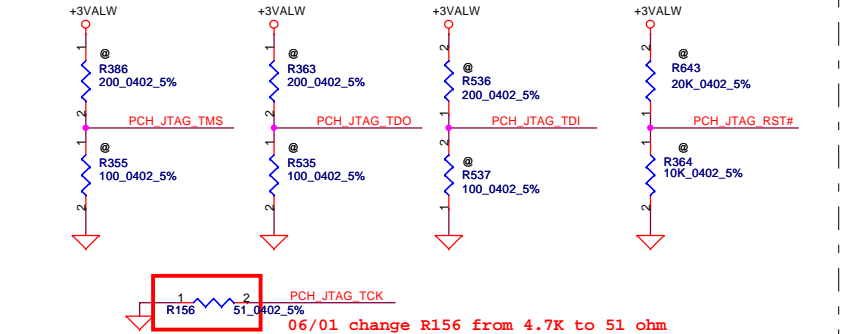 +3VALW +3VALW +3VALW +3VALW
1 1 2 2
@ @ @ @
R386 R363 R536 R643
200_0402_5% 200_0402_5% 200_0402_5% 20K_0402_5%
2 2 1 1
PCH_JTAG_TMS PCH_JTAG_TDO PCH_JTAG_TDI PCH_JTAG_RST#
1 1 2 1
@ @ @ @
R355 R535 R537 R364
100_0402_5% 100_0402_5% 100_0402_5% 10K_0402_5%
2 2 1 2
1 2 PCH_JTAG_TCK
R156 51_0402_5%
06/01 change R156 from 4.7K to 51 ohm